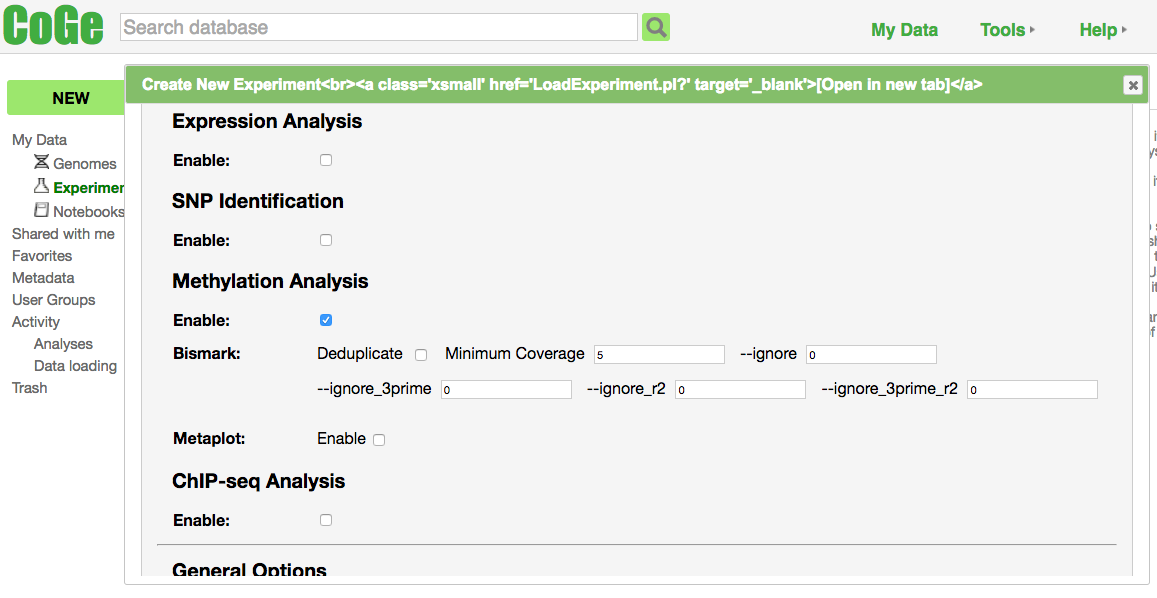 CoGe
Search database
My Data
Tools
Help
Create New Experiment<br><a class='xsmall' href='LoadExperiment.pl?' target='_blank'>[Open in new tab]</a>
NEW
My Data
Genomes
Experimen
Notebooks
Shared with me
Favorites
Metadata
User Groups
Activity
Analyses
Data loading
Trash
Expression Analysis
Enable:
SNP Identification
Enable:
Methylation Analysis
Enable:
Bismark: Deduplicate Minimum Coverage 5 --ignore 0
--ignore_3prime 0 --ignore_r2 0 --ignore_3prime_r2 0
Metaplot: Enable
ChIP-seq Analysis
Enable:
General Options